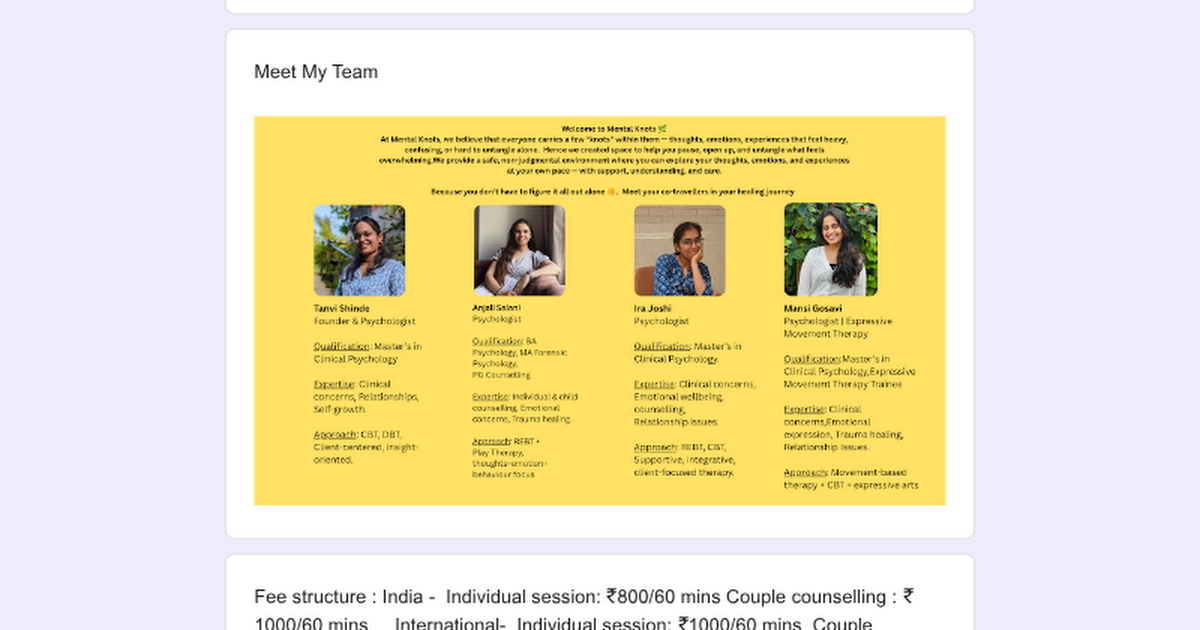 Meet My Team
Welcome to Mental Knots 🌿
At Mental Knots, we believe that everyone carries a few "knots" within them — thoughts, emotions, experiences that feel heavy,
confusing, or hard to untangle alone. Hence we created space to help you pause, open up, and untangle what feels
overwhelming.We provide a safe, non-judgmental environment where you can explore your thoughts, emotions, and experiences
at your own pace — with support, understanding, and care.
Because you don't have to figure it all out alone 🌼. Meet your co-travellers in your healing journey
Tanvi Shinde
Founder & Psychologist
Qualification: Master's in
Clinical Psychology
Expertise: Clinical
concerns, Relationships,
Self-growth.
Approach: CBT, DBT,
Client-centered, insight-
oriented.
Anjali
Psychologist
Qualification: BA
Psychology, MA Forensic
Psychology,
PG Counselling
Expertise: Individual & child
counselling, Emotional
concerns, Trauma healing.
Approach: REBT +
Play Therapy,
thoughts-emotion-
behaviour focus
Ira Joshi
Psychologist
Qualification: Master's in
Clinical Psychology.
Expertise: Clinical concerns,
Emotional wellbeing,
counselling,
Relationship issues.
Approach: REBT, CBT,
Supportive, integrative,
client-focused therapy.
Mansi Gosavi
Psychologist | Expressive
Movement Therapy
Qualification:Master's in
Clinical Psychology,Expressive
Movement Therapy Trainee
Expertise: Clinical
concerns,Emotional
expression, Trauma healing,
Relationship issues.
Approach: Movement-based
therapy + CBT + expressive arts
Fee structure : India - Individual session: ₹800/60 mins Couple counselling : ₹
1000/60 mins International- Individual session: ₹1000/60 mins Couple